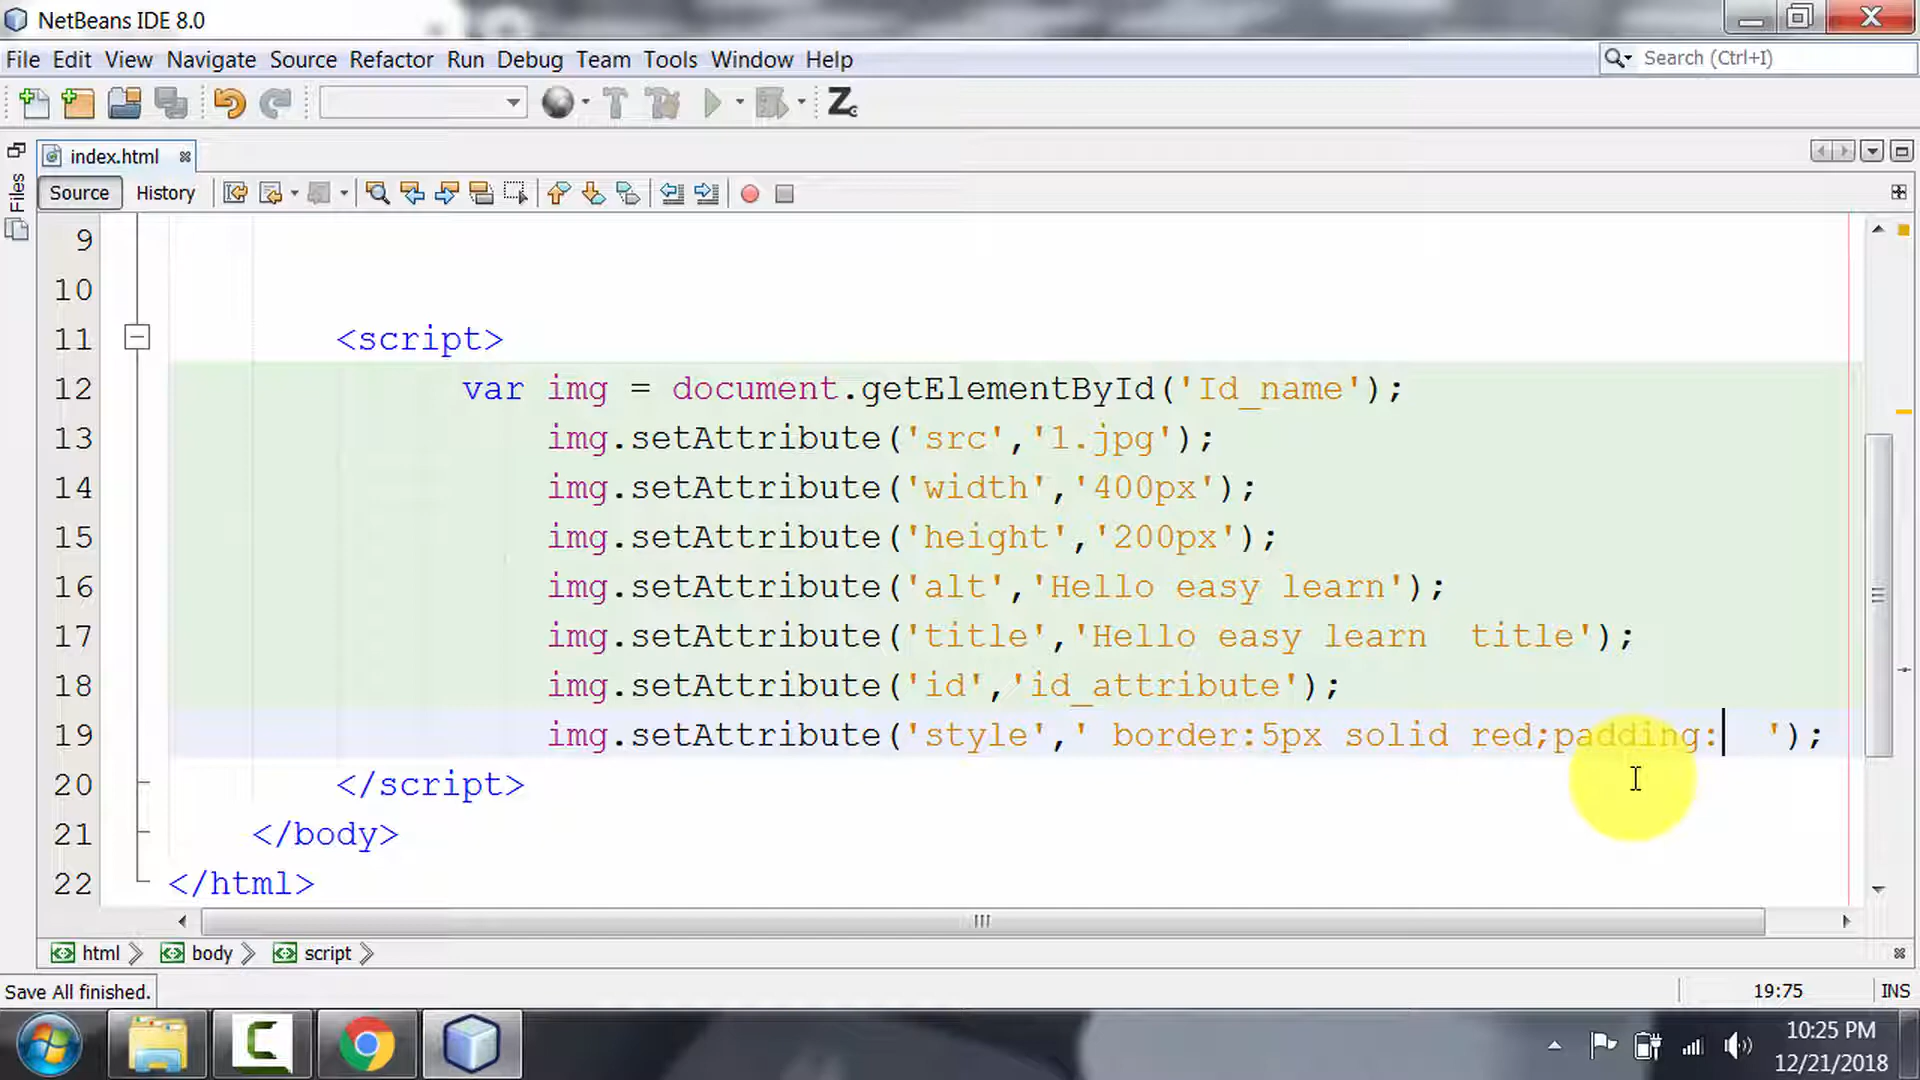 NetBeans IDE 8.0
File Edit View Navigate Source Refactor Run Debug Team Tools Window Help
Search (Ctrl+I)
index.html
Files
Source History
9
10
11 <script>
12 var img = document.getElementById('Id_name');
13 img.setAttribute('src','1.jpg');
14 img.setAttribute('width','400px');
15 img.setAttribute('height','200px');
16 img.setAttribute('alt','Hello easy learn');
17 img.setAttribute('title','Hello easy learn  title');
18 img.setAttribute('id','id_attribute');
19 img.setAttribute('style',' border:5px solid red;padding:  ');
20 </script>
21 </body>
22 </html>
html body script
Save All finished.
19:75 INS
10:25 PM
12/21/2018